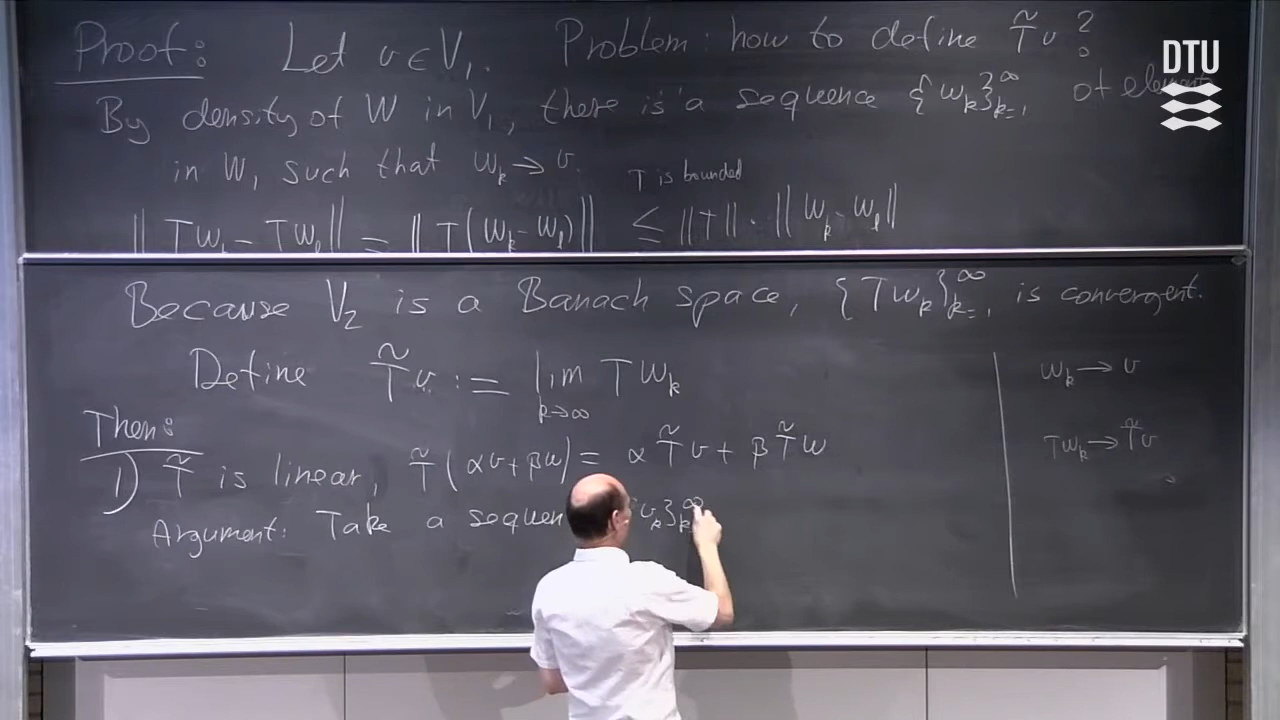 Proof: Let v ∈ V₁. Problem: how to define T̃v?
DTU
By density of W in V₁, there is a sequence {w_k}_{k=1}^∞ of elements
in W, such that w_k → v.
T is bounded
‖Tw_k − Tw_l‖ = ‖T(w_k − w_l)‖ ≤ ‖T‖ · ‖w_k − w_l‖
Because V₂ is a Banach space, {Tw_k}_{k=1}^∞ is convergent.
Define T̃v := lim_{k→∞} Tw_k
w_k → v
Then:
1) T̃ is linear, T̃(αv + βw) = αT̃v + βT̃w
Tw_k → T̃v
Argument: Take a sequen v_k}_k^∞